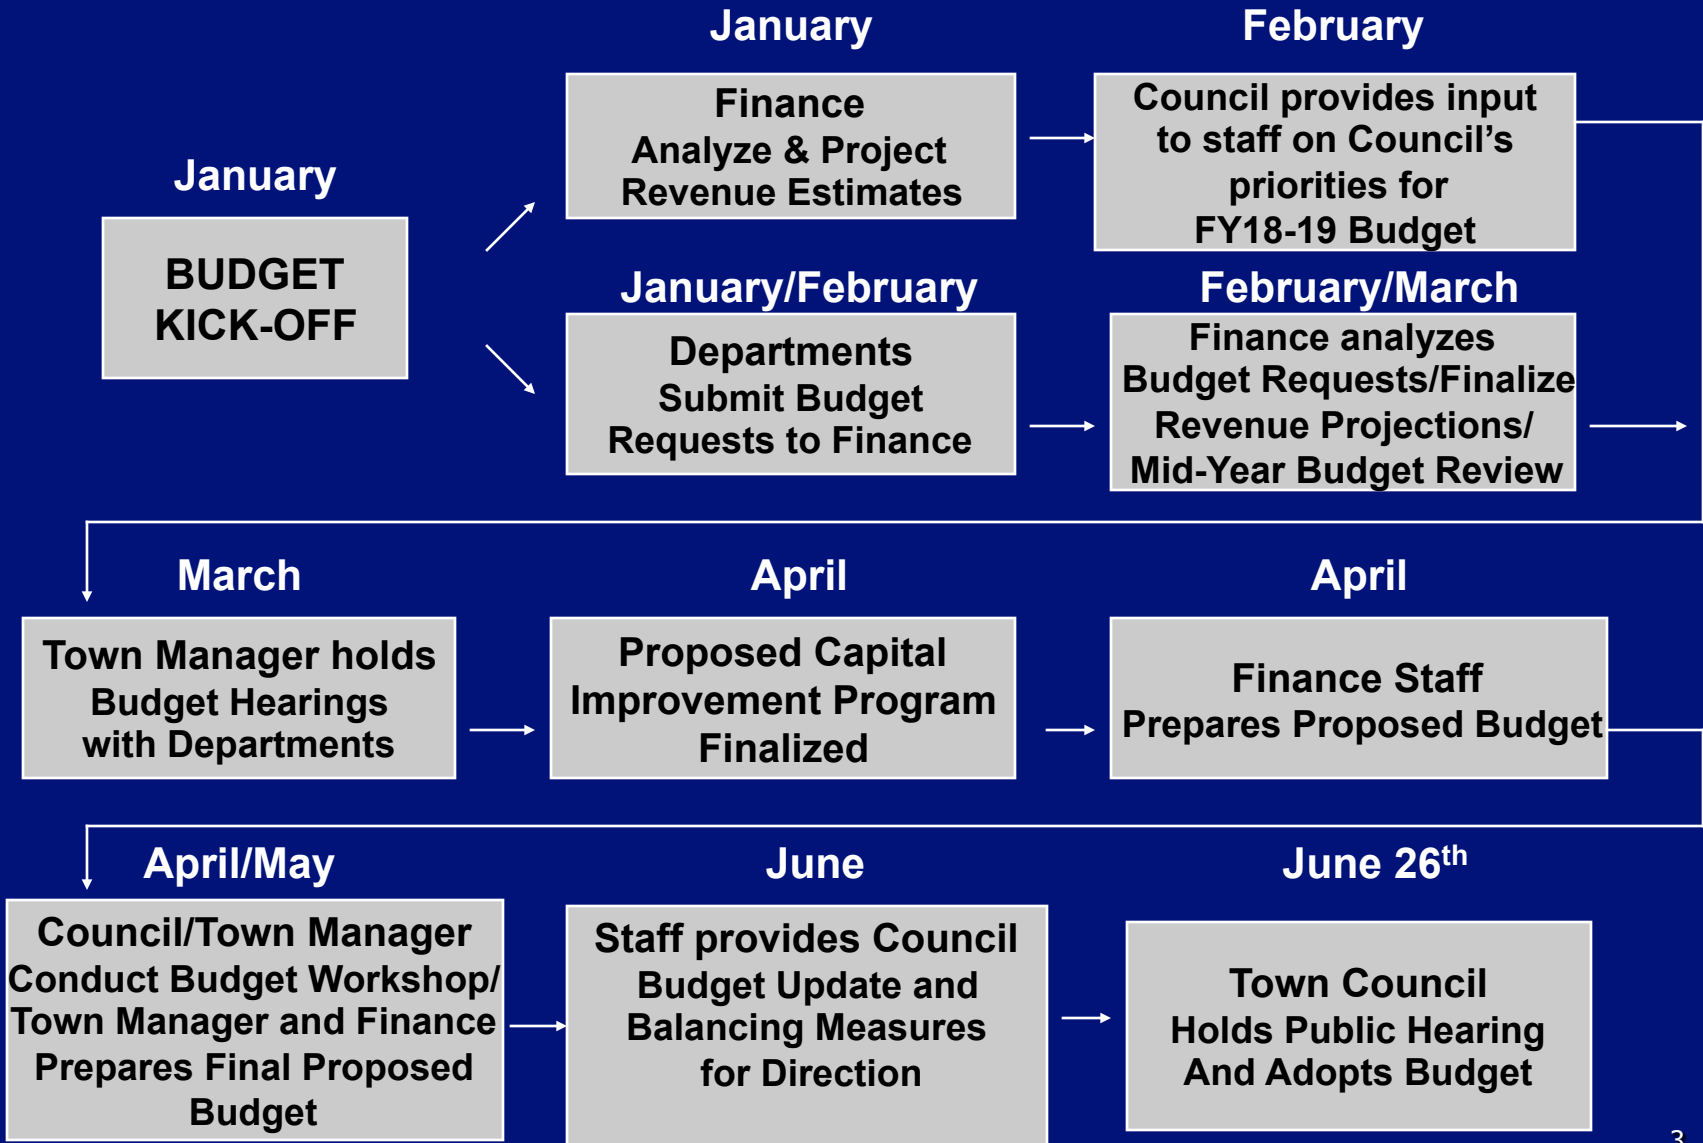 January
BUDGET
KICK-OFF
January
Finance
Analyze & Project
Revenue Estimates
February
Council provides input
to staff on Council’s
priorities for
FY18-19 Budget
January/February
Departments
Submit Budget
Requests to Finance
February/March
Finance analyzes
Budget Requests/Finalize
Revenue Projections/
Mid-Year Budget Review
March
Town Manager holds
Budget Hearings
with Departments
April
Proposed Capital
Improvement Program
Finalized
April
Finance Staff
Prepares Proposed Budget
April/May
Council/Town Manager
Conduct Budget Workshop/
Town Manager and Finance
Prepares Final Proposed
Budget
June
Staff provides Council
Budget Update and
Balancing Measures
for Direction
June 26th
Town Council
Holds Public Hearing
And Adopts Budget
3